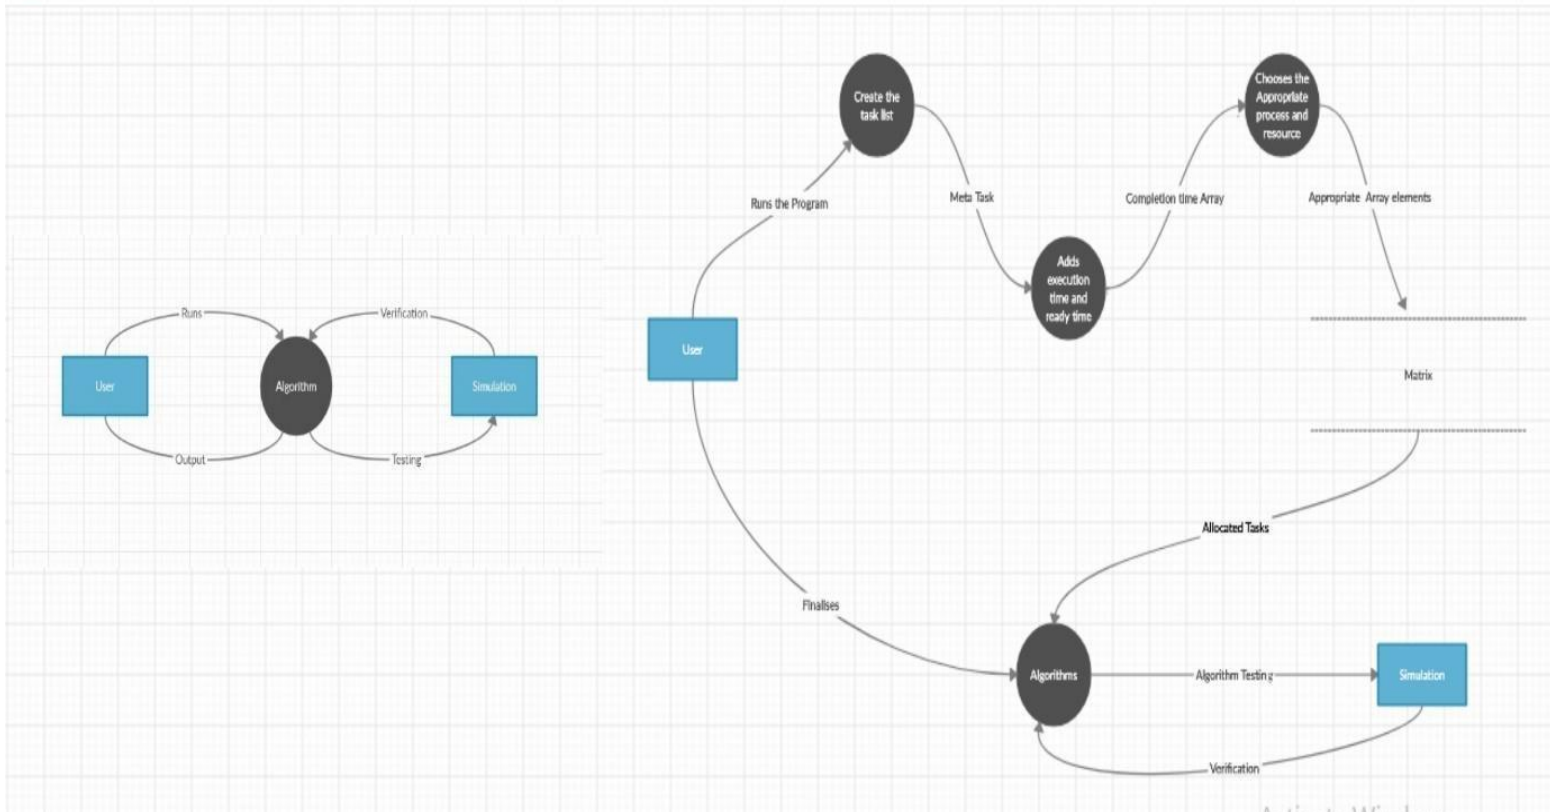 Runs
Verification
User
Algorithm
Simulation
Output
Testing
Create the
task list
Chooses the
Appropriate
process and
resource
Runs the Program
Meta Task
Completion time Array
Appropriate Array elements
Adds
execution
time and
ready time
User
Matrix
Allocated Tasks
Finalises
Algorithms
Algorithm Testing
Simulation
Verification